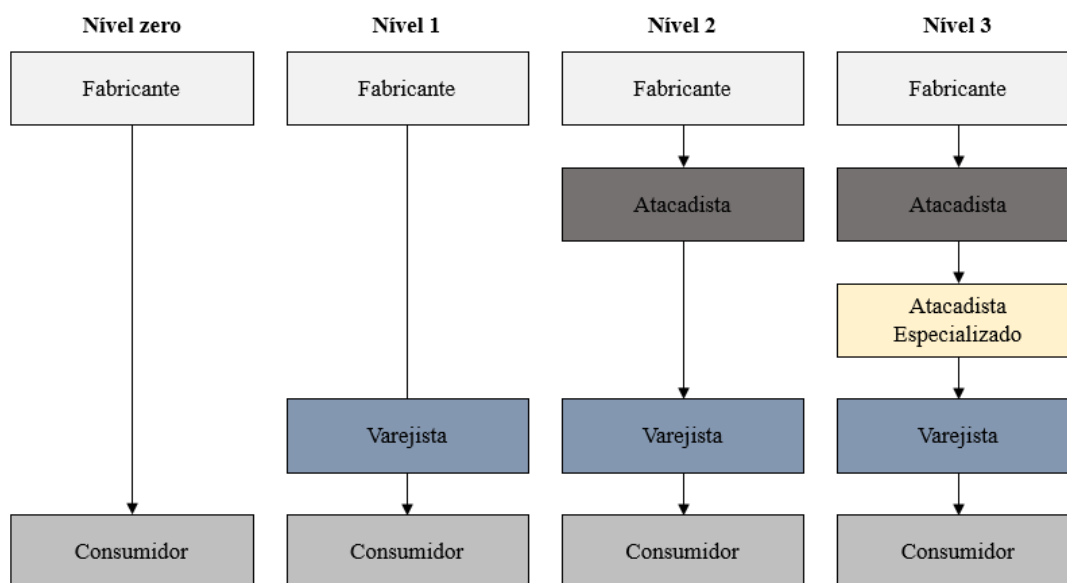 Nível zero
Nível 1
Nível 2
Nível 3
Fabricante
Fabricante
Fabricante
Fabricante
Atacadista
Atacadista
Atacadista
Especializado
Varejista
Varejista
Varejista
Consumidor
Consumidor
Consumidor
Consumidor